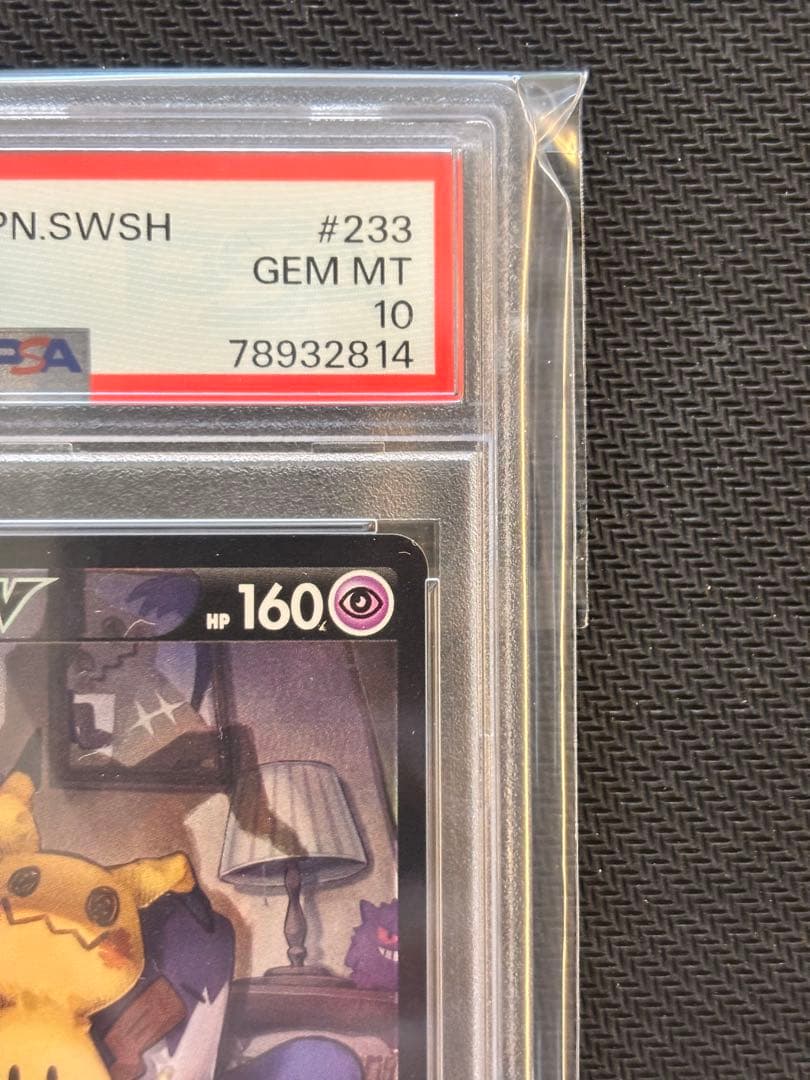 PN.SWSH #233
GEM MT
10
PSA 78932814
V HP 160